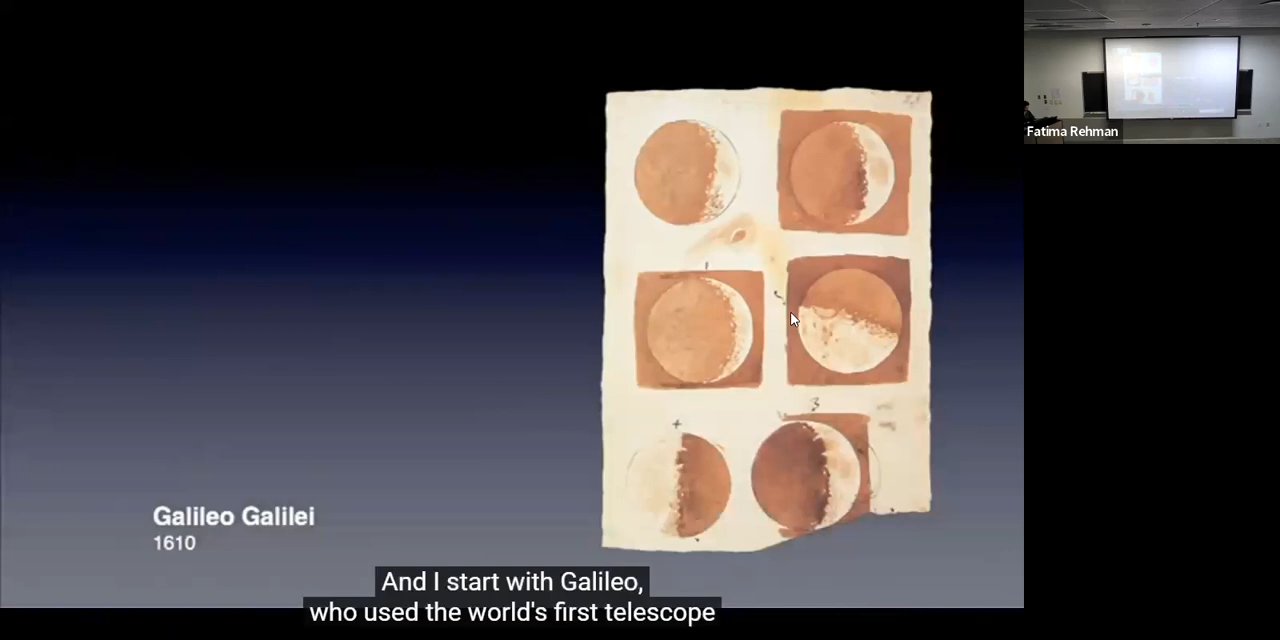 Galileo Galilei
1610
And I start with Galileo,
who used the world's first telescope
Fatima Rehman